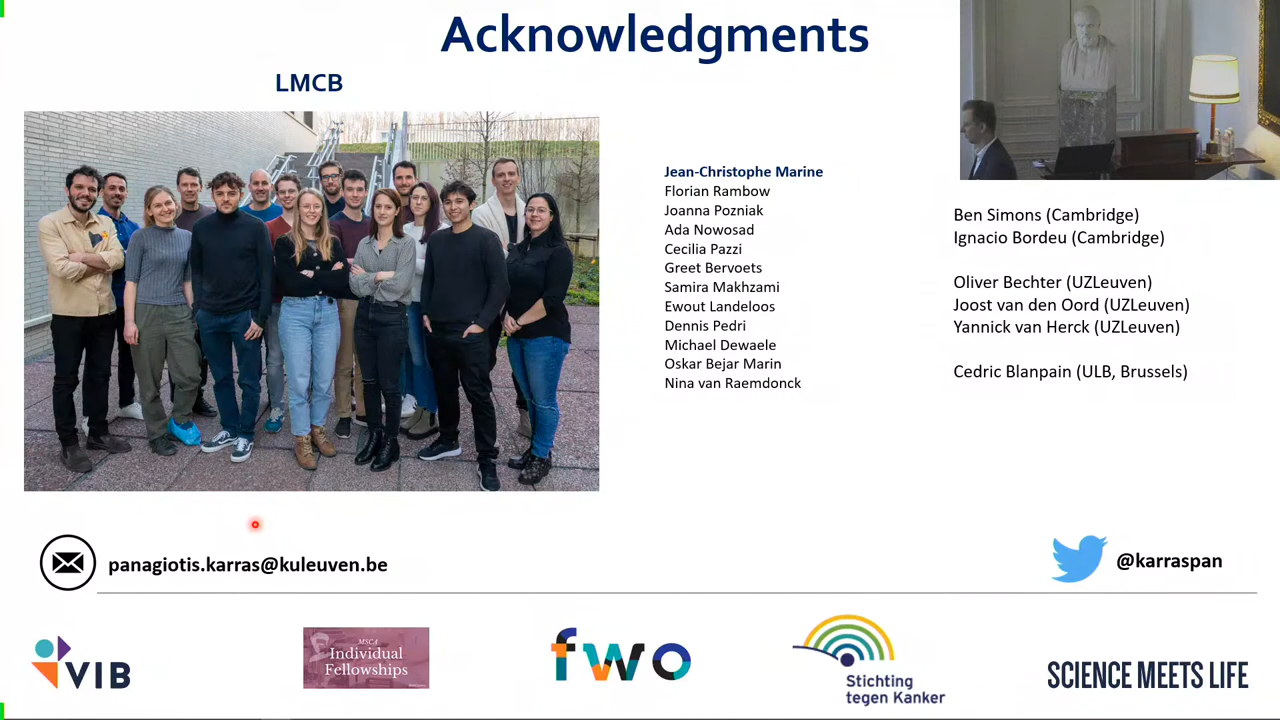 Acknowledgments
LMCB
Jean-Christophe Marine
Florian Rambow
Joanna Pozniak
Ada Nowosad
Cecilia Pazzi
Greet Bervoets
Samira Makhzami
Ewout Landeloos
Dennis Pedri
Michael Dewaele
Oskar Bejar Marin
Nina van Raemdonck
Ben Simons (Cambridge)
Ignacio Bordeu (Cambridge)
Oliver Bechter (UZLeuven)
Joost van den Oord (UZLeuven)
Yannick van Herck (UZLeuven)
Cedric Blanpain (ULB, Brussels)
panagiotis.karras@kuleuven.be
@karraspan
VIB
MSCA
Individual
Fellowships
fwo
Stichting
tegen Kanker
SCIENCE MEETS LIFE